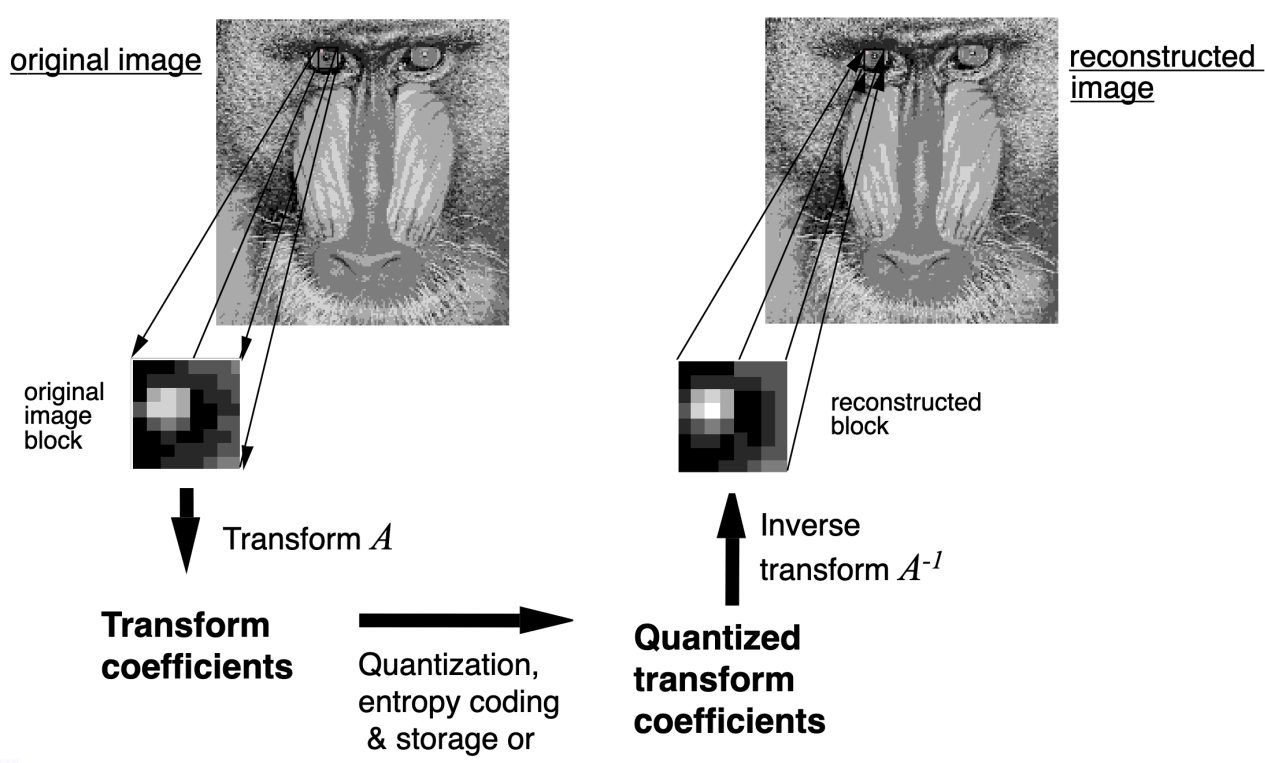 original image
reconstructed
image
original
image
block
reconstructed
block
Transform A
Inverse
transform A-1
Transform
coefficients
Quantization,
entropy coding
& storage or
Quantized
transform
coefficients